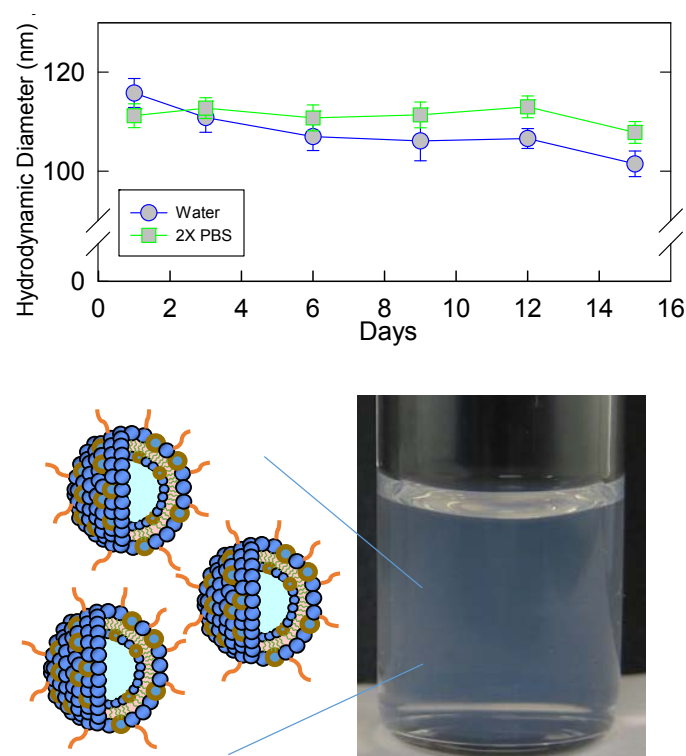 Hydrodynamic Diameter (nm)
120
100
0
Water
2X PBS
0 2 4 6 8 10 12 14 16
Days